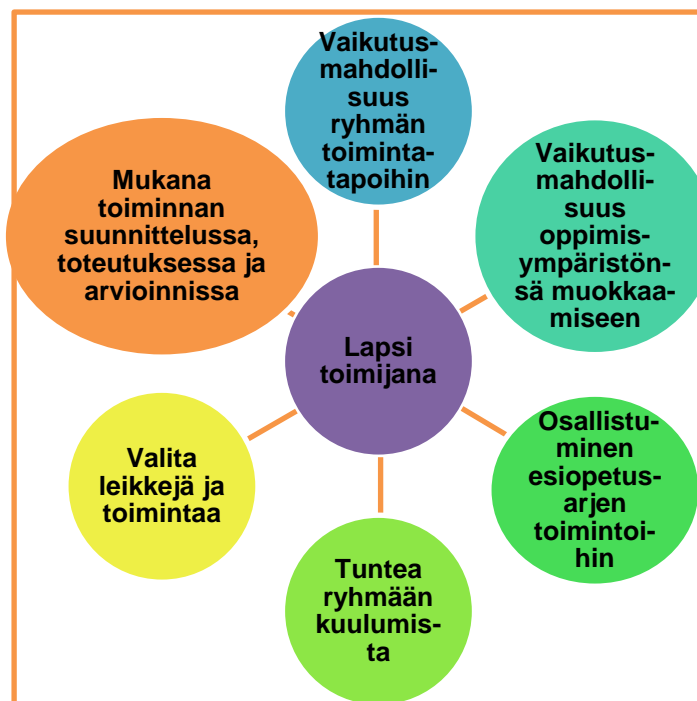 Vaikutus-
mahdolli-
suus
ryhmän
toiminta-
tapoihin
Vaikutus-
mahdolli-
suus
oppimis-
ympäristön-
sä muokkaa-
miseen
Mukana
toiminnan
suunnittelussa,
toteutuksessa ja
arvioinnissa
Lapsi
toimijana
Osallistu-
minen
esiopetus-
arjen
toimintoi-
hin
Valita
leikkejä ja
toimintaa
Tuntea
ryhmään
kuulumis-
ta